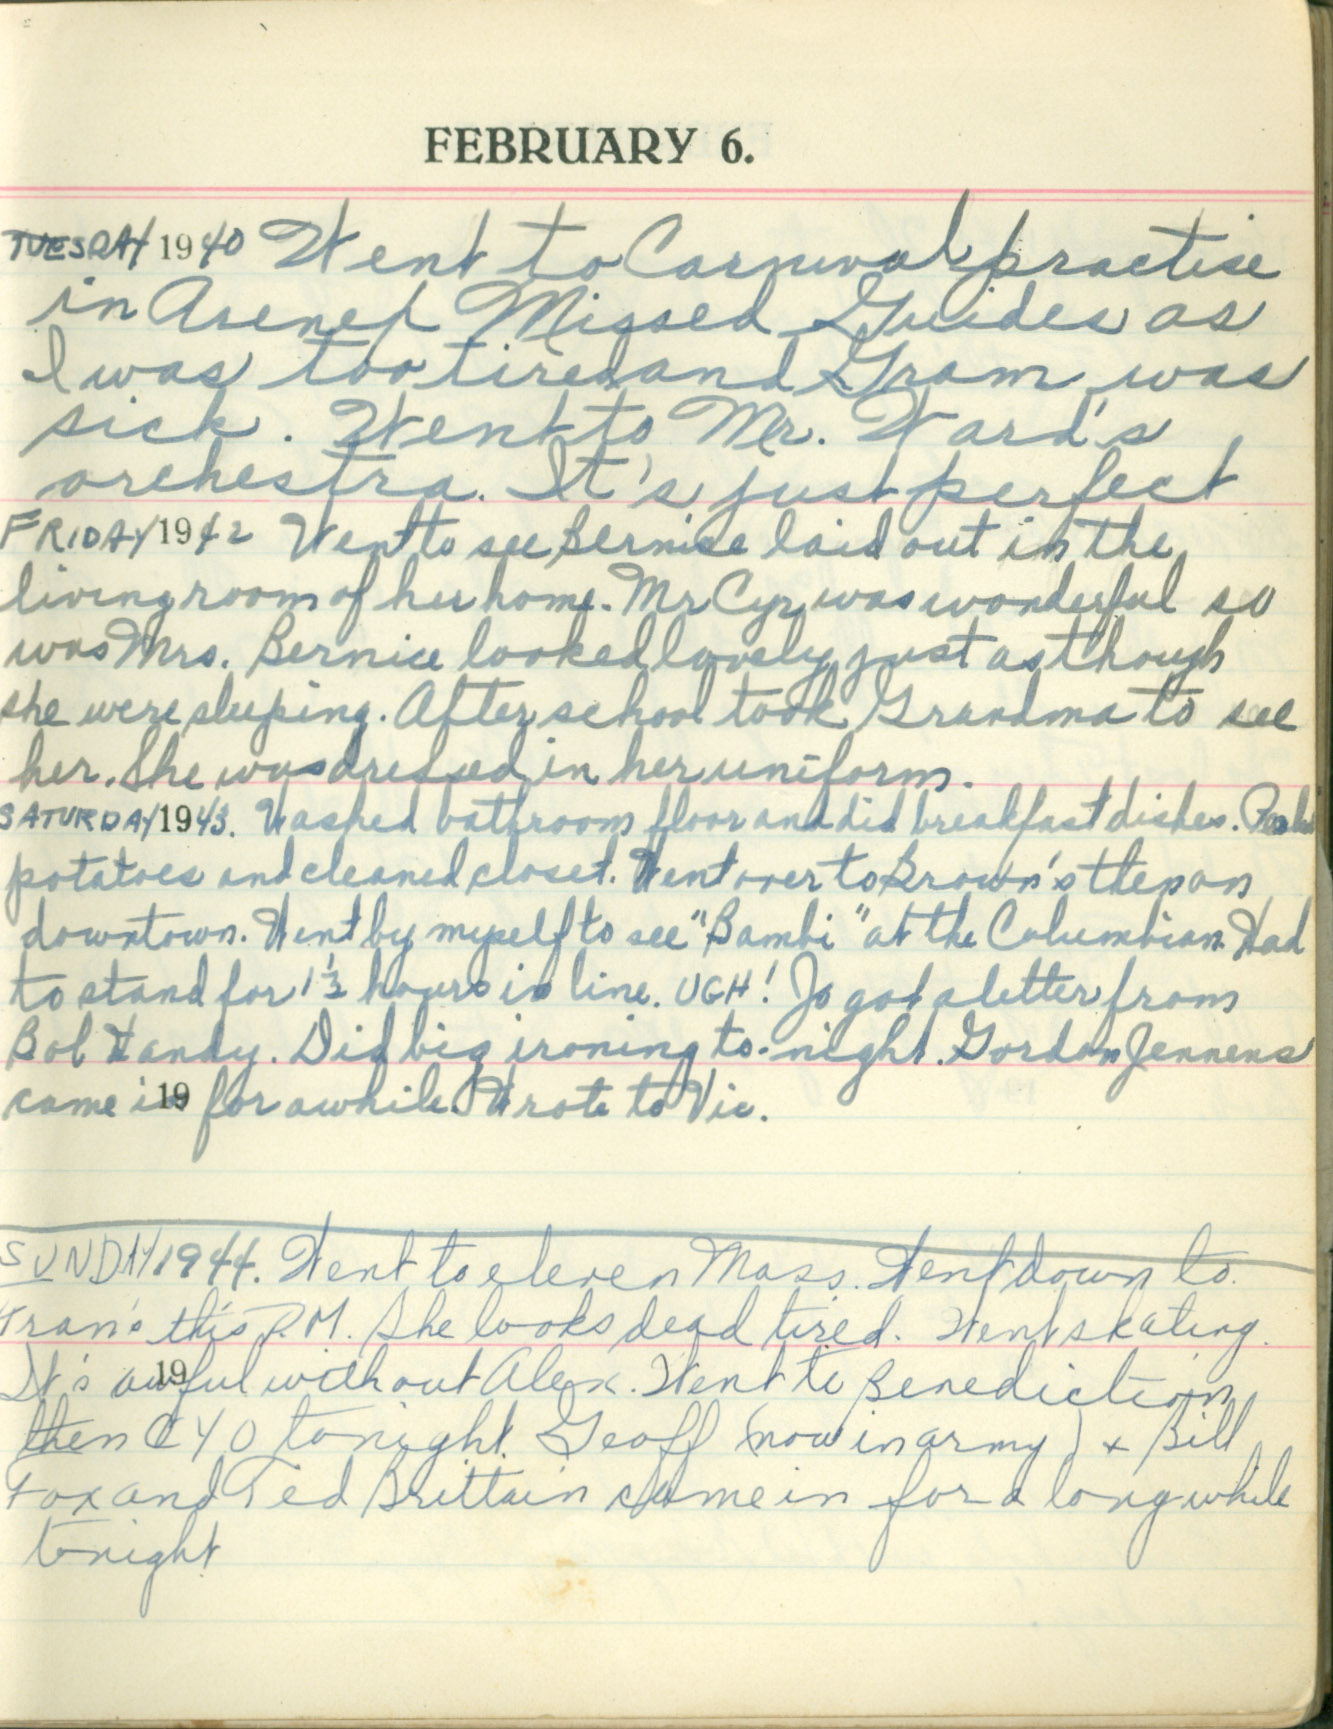 FEBRUARY 6.
TUESDAY 1940 Went to Carnival practise
in Arena. Missed Guides as
I was too tired and Gram was
sick. Went to Mr. Ward's
orchestra. It's just perfect
FRIDAY 1942 Went to see Bernice laid out in the
living room of her home. Mr Cyr was wonderful so
was Mrs. Bernice looked lovely just as though
she were sleeping. After school took Grandma to see
her. She was dressed in her uniform.
SATURDAY 1943. Washed bathroom floor and did breakfast dishes.
potatoes and cleaned closet. Went over to Brown's then on
downtown. Went by myself to see "Bambi" at the Columbian. Had
to stand for 1½ hours in line. UGH! Jo got a letter from
Bob Handy. Did big ironing to-night. Gordon Jennens
came in 19 for awhile. Wrote to Vic.
SUNDAY 1944. Went to eleven Mass. Went down to
Fran's this P.M. She looks dead tired. Went skating.
It's awful 19 without Alex. Went to Benediction
then CYO tonight. Geoff (now in army) + Bill
Fox and Ted Brittain came in for a long while
tonight